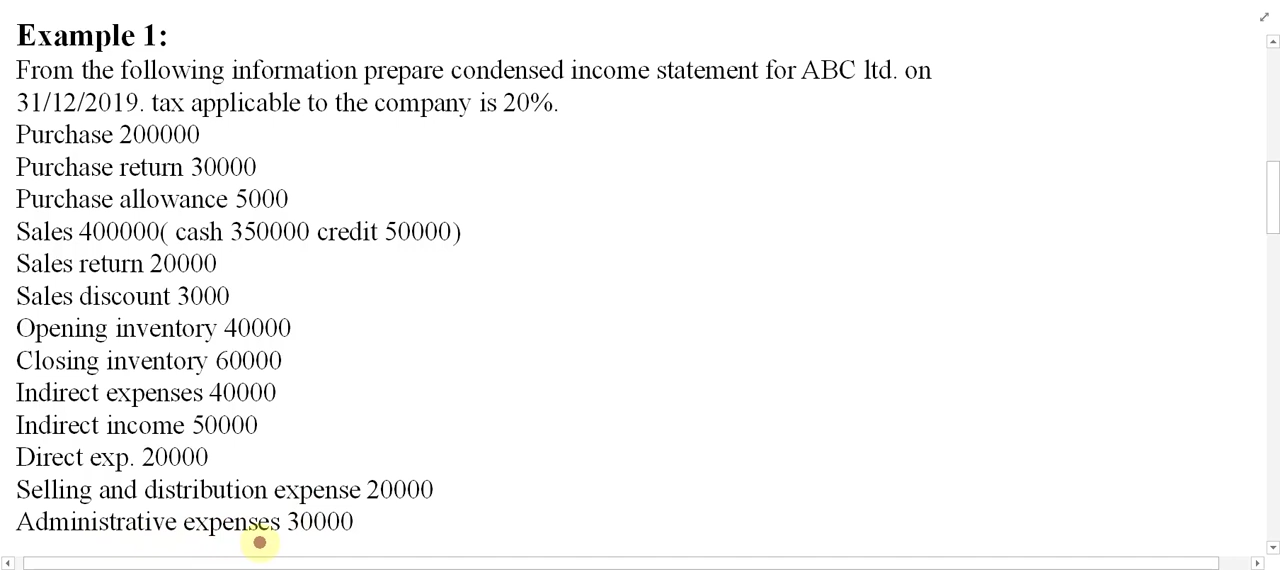 Example 1:
From the following information prepare condensed income statement for ABC ltd. on
31/12/2019. tax applicable to the company is 20%.
Purchase 200000
Purchase return 30000
Purchase allowance 5000
Sales 400000( cash 350000 credit 50000)
Sales return 20000
Sales discount 3000
Opening inventory 40000
Closing inventory 60000
Indirect expenses 40000
Indirect income 50000
Direct exp. 20000
Selling and distribution expense 20000
Administrative expenses 30000